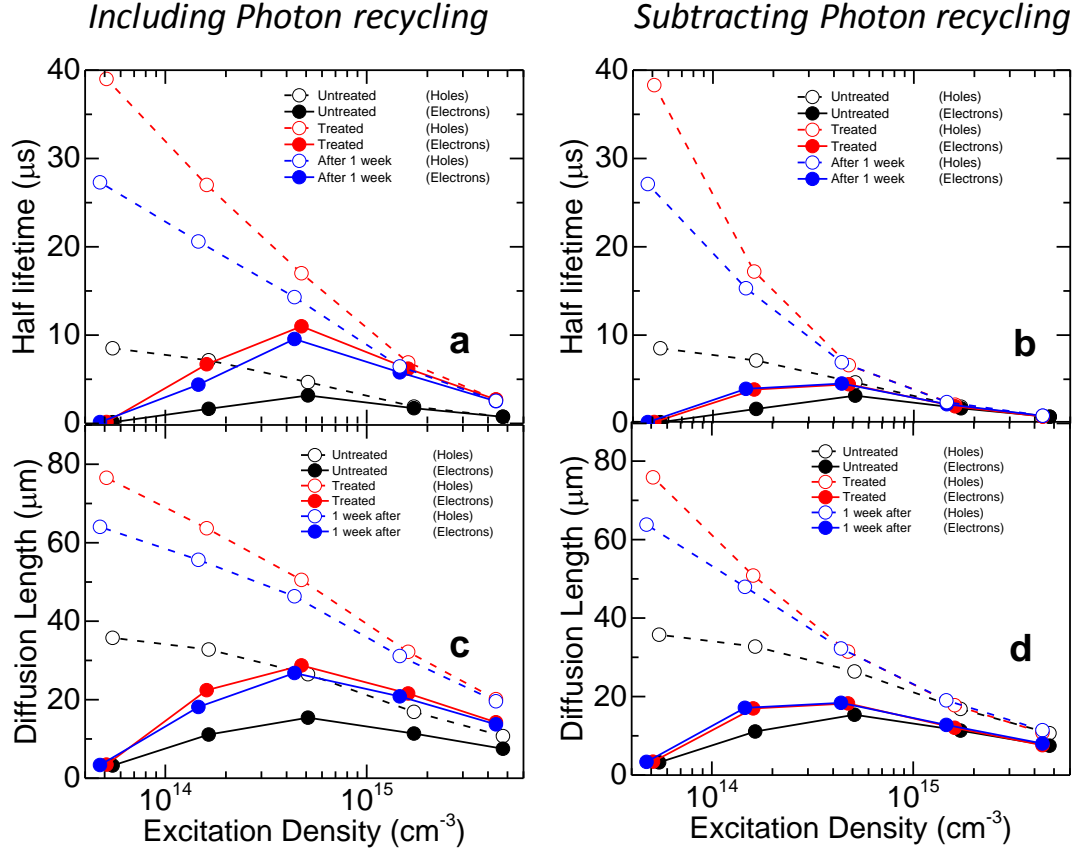 Including Photon recycling
Subtracting Photon recycling
40
30
20
10
0
Half lifetime (μs)
Untreated (Holes)
Untreated (Electrons)
Treated (Holes)
Treated (Electrons)
After 1 week (Holes)
After 1 week (Electrons)
a
40
30
20
10
0
Half lifetime (μs)
Untreated (Holes)
Untreated (Electrons)
Treated (Holes)
Treated (Electrons)
After 1 week (Holes)
After 1 week (Electrons)
b
80
60
40
20
0
Diffusion Length (μm)
Untreated (Holes)
Untreated (Electrons)
Treated (Holes)
Treated (Electrons)
1 week after (Holes)
1 week after (Electrons)
c
10^14
10^15
Excitation Density (cm^-3)
80
60
40
20
0
Diffusion Length (μm)
Untreated (Holes)
Untreated (Electrons)
Treated (Holes)
Treated (Electrons)
1 week after (Holes)
1 week after (Electrons)
d
10^14
10^15
Excitation Density (cm^-3)